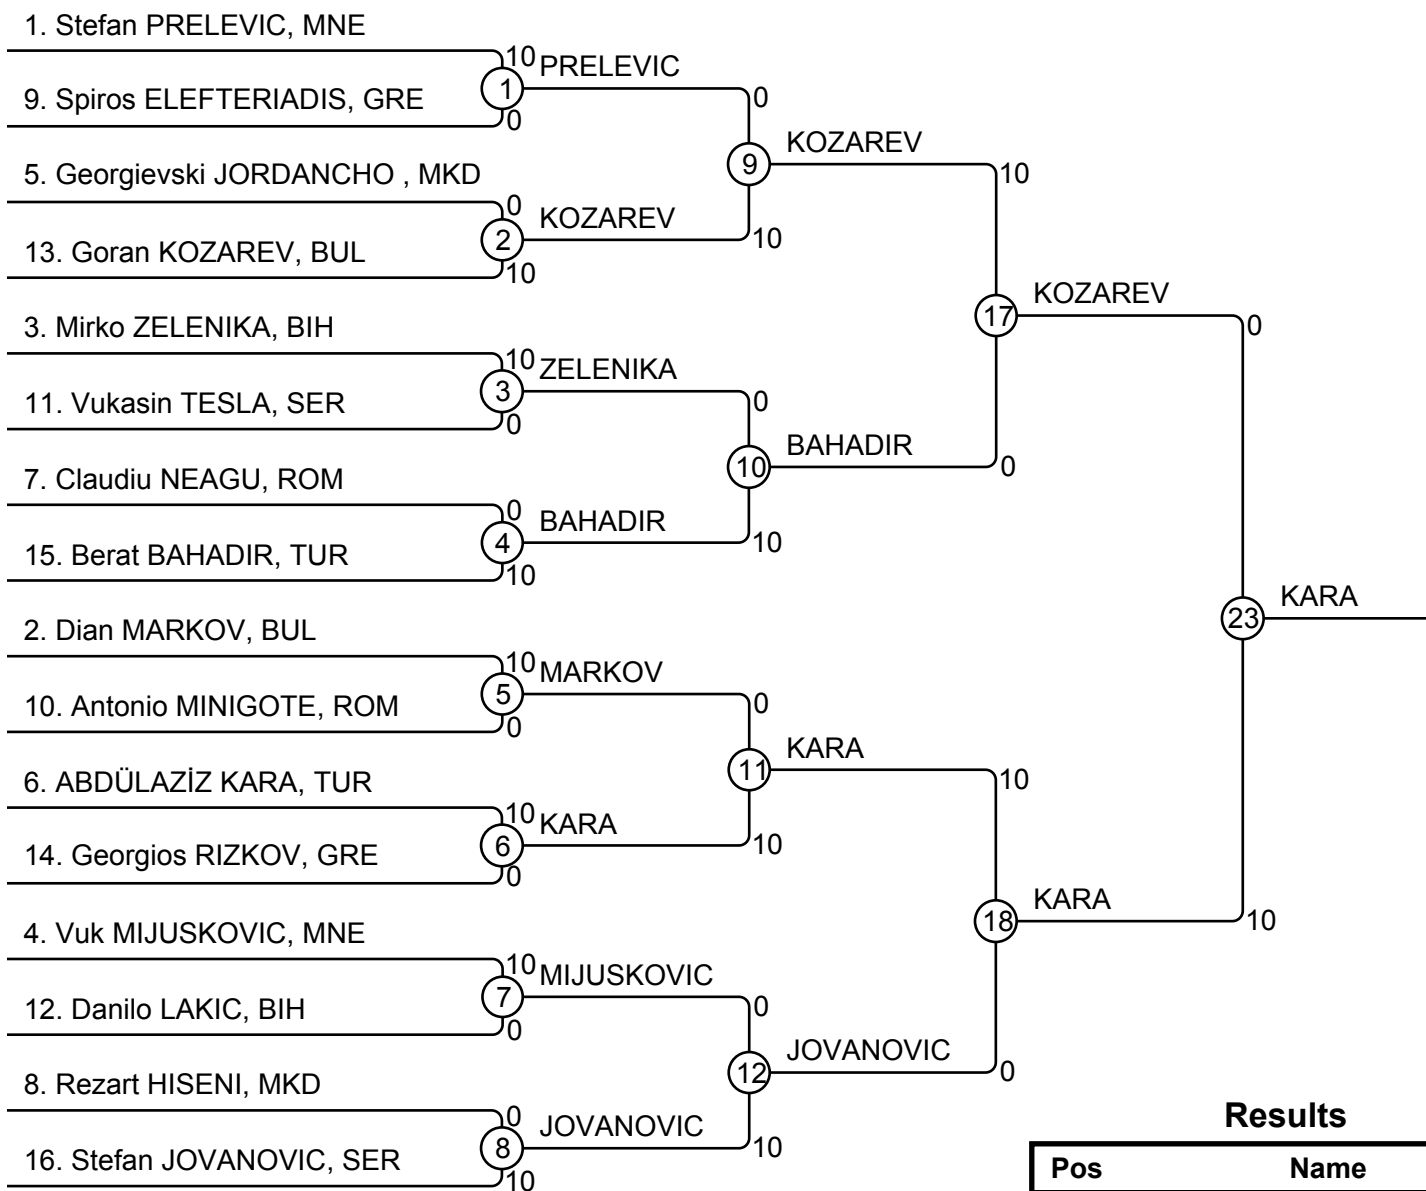 1. Stefan PRELEVIC, MNE
10
PRELEVIC
1
9. Spiros ELEFTERIADIS, GRE
0
0
KOZAREV
9
10
5. Georgievski JORDANCHO , MKD
0
KOZAREV
2
10
13. Goran KOZAREV, BUL
10
KOZAREV
17
0
3. Mirko ZELENIKA, BIH
10
ZELENIKA
3
11. Vukasin TESLA, SER
0
0
BAHADIR
10
0
7. Claudiu NEAGU, ROM
0
BAHADIR
4
10
15. Berat BAHADIR, TUR
10
KARA
23
2. Dian MARKOV, BUL
10
MARKOV
5
10. Antonio MINIGOTE, ROM
0
0
KARA
11
10
6. ABDÜLAZİZ KARA, TUR
10
KARA
6
10
14. Georgios RIZKOV, GRE
0
KARA
18
10
4. Vuk MIJUSKOVIC, MNE
10
MIJUSKOVIC
7
12. Danilo LAKIC, BIH
0
0
JOVANOVIC
12
0
8. Rezart HISENI, MKD
0
JOVANOVIC
8
10
16. Stefan JOVANOVIC, SER
10
Results
Pos Name